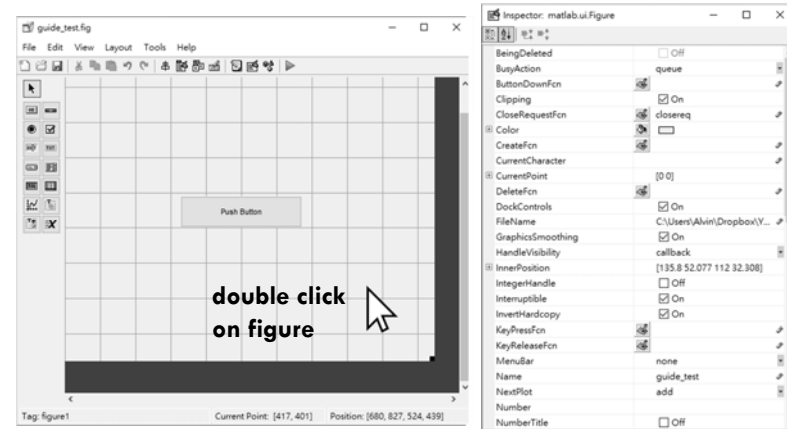 guide_test.fig
File Edit View Layout Tools Help
Push Button
double click
on figure
Tag: figure1
Current Point: [417, 401]
Position: [680, 827, 524, 439]
Inspector: matlab.ui.Figure
BeingDeleted Off
BusyAction queue
ButtonDownFcn
Clipping On
CloseRequestFcn closereq
Color
CreateFcn
CurrentCharacter
CurrentPoint [0 0]
DeleteFcn
DockControls On
FileName C:\Users\Alvin\Dropbox\Y...
GraphicsSmoothing On
HandleVisibility callback
InnerPosition [135.8 52.077 112 32.308]
IntegerHandle Off
Interruptible On
InvertHardcopy On
KeyPressFcn
KeyReleaseFcn
MenuBar none
Name guide_test
NextPlot add
Number
NumberTitle Off